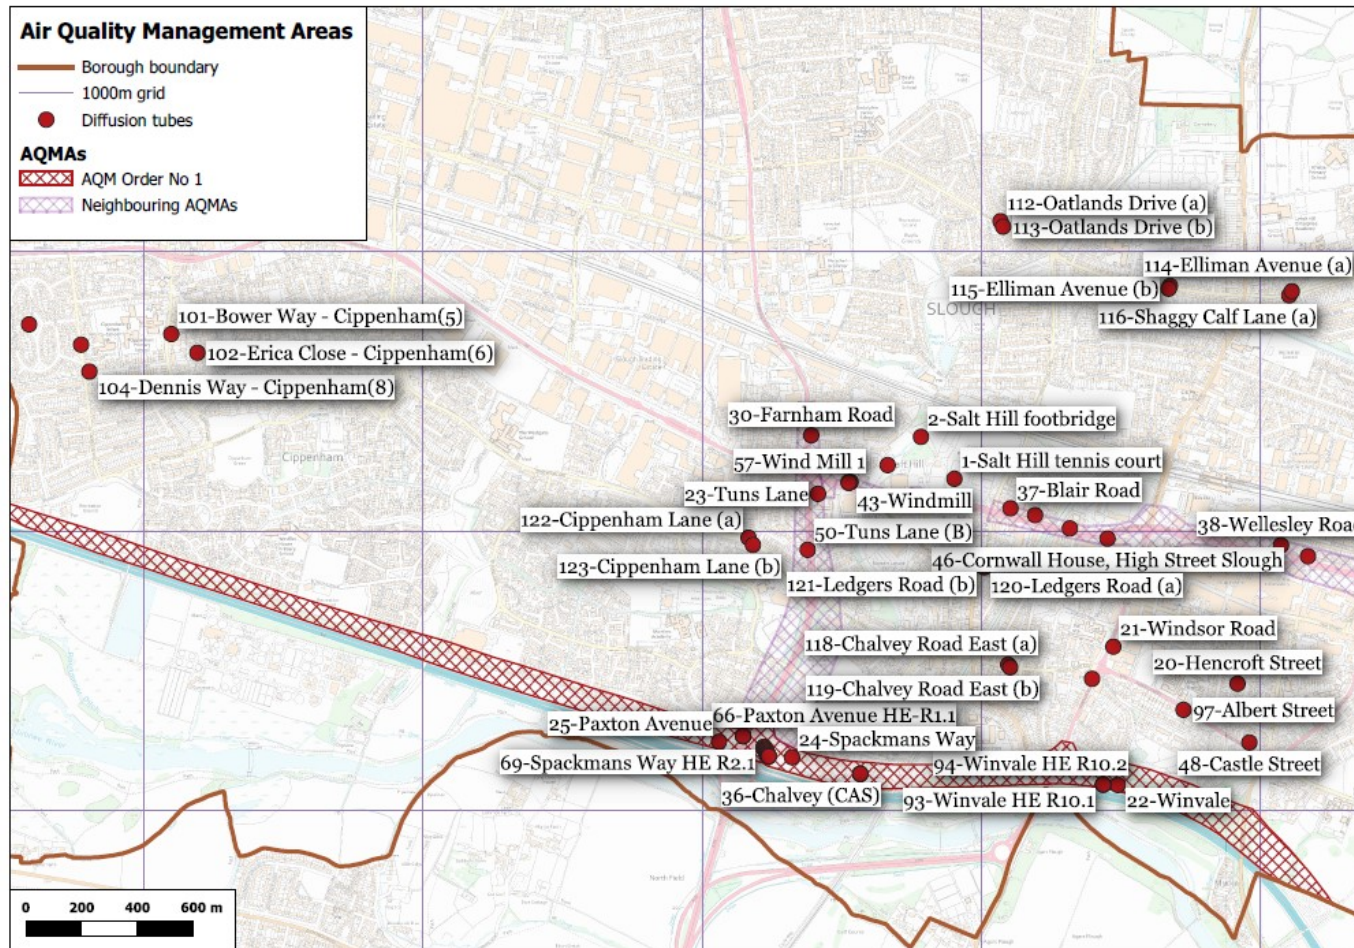 Air Quality Management Areas
Borough boundary
1000m grid
Diffusion tubes
AQMAs
AQM Order No 1
Neighbouring AQMAs
112-Oatlands Drive (a)
113-Oatlands Drive (b)
114-Elliman Avenue (a)
115-Elliman Avenue (b)
SLOUGH
116-Shaggy Calf Lane (a)
101-Bower Way - Cippenham(5)
102-Erica Close - Cippenham(6)
104-Dennis Way - Cippenham(8)
30-Farnham Road
2-Salt Hill footbridge
Cippenham
57-Wind Mill 1
1-Salt Hill tennis court
23-Tuns Lane
43-Windmill
37-Blair Road
122-Cippenham Lane (a)
50-Tuns Lane (B)
38-Wellesley Road
123-Cippenham Lane (b)
46-Cornwall House, High Street Slough
121-Ledgers Road (b)
120-Ledgers Road (a)
21-Windsor Road
118-Chalvey Road East (a)
20-Hencroft Street
119-Chalvey Road East (b)
97-Albert Street
66-Paxton Avenue HE-R1.1
25-Paxton Avenue
24-Spackmans Way
69-Spackmans Way HE R2.1
94-Winvale HE R10.2
48-Castle Street
36-Chalvey (CAS)
93-Winvale HE R10.1
22-Winvale
North Field
0 200 400 600 m